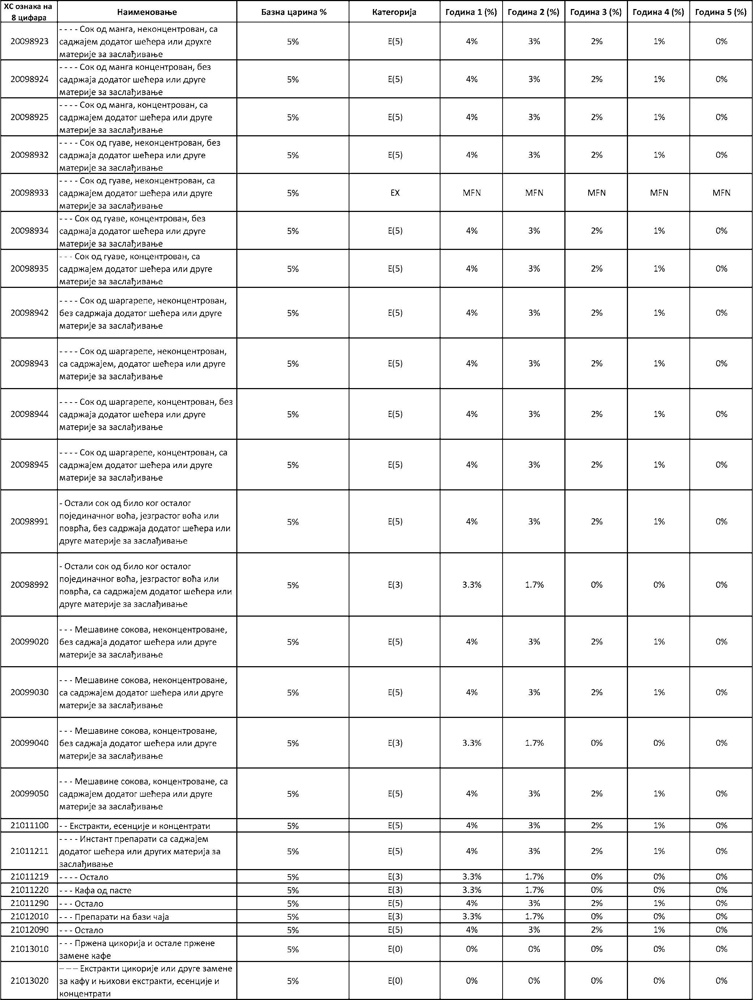 ХС ознака на 8 цифара Наименовање Базна царина % Категорија Година 1 (%) Година 2 (%) Година 3 (%) Година 4 (%) Година 5 (%)
20098923 - - - - Сок од манга, неконцентрован, са саджајем додатог шећера или друхге материје за заслађивање 5% E(5) 4% 3% 2% 1% 0%
20098924 - - - - Сок од манга концентрован, без садржаја додатог шећера или друге материје за заслађивање 5% E(5) 4% 3% 2% 1% 0%
20098925 - - - - Сок од манга, концентрован, са садржајем додатог шећера или друге материје за заслађивање 5% E(5) 4% 3% 2% 1% 0%
20098932 - - - - Сок од гуаве, неконцентрован, без садржаја додатог шећера или друге материје за заслађивање 5% E(5) 4% 3% 2% 1% 0%
20098933 - - - - Сок од гуаве, неконцентрован, са садржајем додатог шећера или друге материје за заслађивање 5% EX MFN MFN MFN MFN MFN
20098934 - - - Сок од гуаве, концентрован, без садржаја додатог шећера или друге материје за заслађивање 5% E(5) 4% 3% 2% 1% 0%
20098935 - - - Сок од гуаве, концентрован, са садржајем додатог шећера или друге материје за заслађивање 5% E(5) 4% 3% 2% 1% 0%
20098942 - - - - Сок од шаргарепе, неконцентрован, без садржаја додатог шећера или друге материје за заслађивање 5% E(5) 4% 3% 2% 1% 0%
20098943 - - - - Сок од шаргарепе, неконцентрован, са садржајем, додатог шећера или друге материје за заслађивање 5% E(5) 4% 3% 2% 1% 0%
20098944 - - - - Сок од шаргарепе, концентрован, без садржаја додатог шећера или друге материје за заслађивање 5% E(5) 4% 3% 2% 1% 0%
20098945 - - - - Сок од шаргарепе, концентрован, са садржајем додатог шећера или друге материје за заслађивање 5% E(5) 4% 3% 2% 1% 0%
20098991 - Остали сок од било ког осталог појединачног воћа, језграстог воћа или поврћа, без садржаја додатог шећера или друге материје за заслађивање 5% E(5) 4% 3% 2% 1% 0%
20098992 - Остали сок од било ког осталог појединачног воћа, језграстог воћа или поврћа, са садржајем додатог шећера или друге материје за заслађивање 5% E(3) 3.3% 1.7% 0% 0% 0%
20099020 - - - Мешавине сокова, неконцентроване, без саджаја додатог шећера или друге материје за заслађивање 5% E(5) 4% 3% 2% 1% 0%
20099030 - - - Мешавине сокова, неконцентроване, са садржајем додатог шећера или друге материје за заслађивање 5% E(5) 4% 3% 2% 1% 0%
20099040 - - - Мешавине сокова, концентроване, без саджаја додатог шећера или друге материје за заслађивање 5% E(3) 3.3% 1.7% 0% 0% 0%
20099050 - - - Мешавине сокова, концентроване, са садржајем додатог шећера или друге материје за заслађивање 5% E(5) 4% 3% 2% 1% 0%
21011100 - - Екстракти, есенције и концентрати 5% E(5) 4% 3% 2% 1% 0%
21011211 - - - - Инстант препарати са саджајем додатог шећера или других материја за заслађивање 5% E(5) 4% 3% 2% 1% 0%
21011219 - - - - Остало 5% E(3) 3.3% 1.7% 0% 0% 0%
21011220 - - - Кафа од пасте 5% E(3) 3.3% 1.7% 0% 0% 0%
21011290 - - - Остало 5% E(5) 4% 3% 2% 1% 0%
21012010 - - - Препарати на бази чаја 5% E(3) 3.3% 1.7% 0% 0% 0%
21012090 - - - Остало 5% E(5) 4% 3% 2% 1% 0%
21013010 - - - Пржена цикорија и остале пржене замене кафе 5% E(0) 0% 0% 0% 0% 0%
21013020 – – – Екстракти цикорије или друге замене за кафу и њихови екстракти, есенције и концентрати 5% E(0) 0% 0% 0% 0% 0%